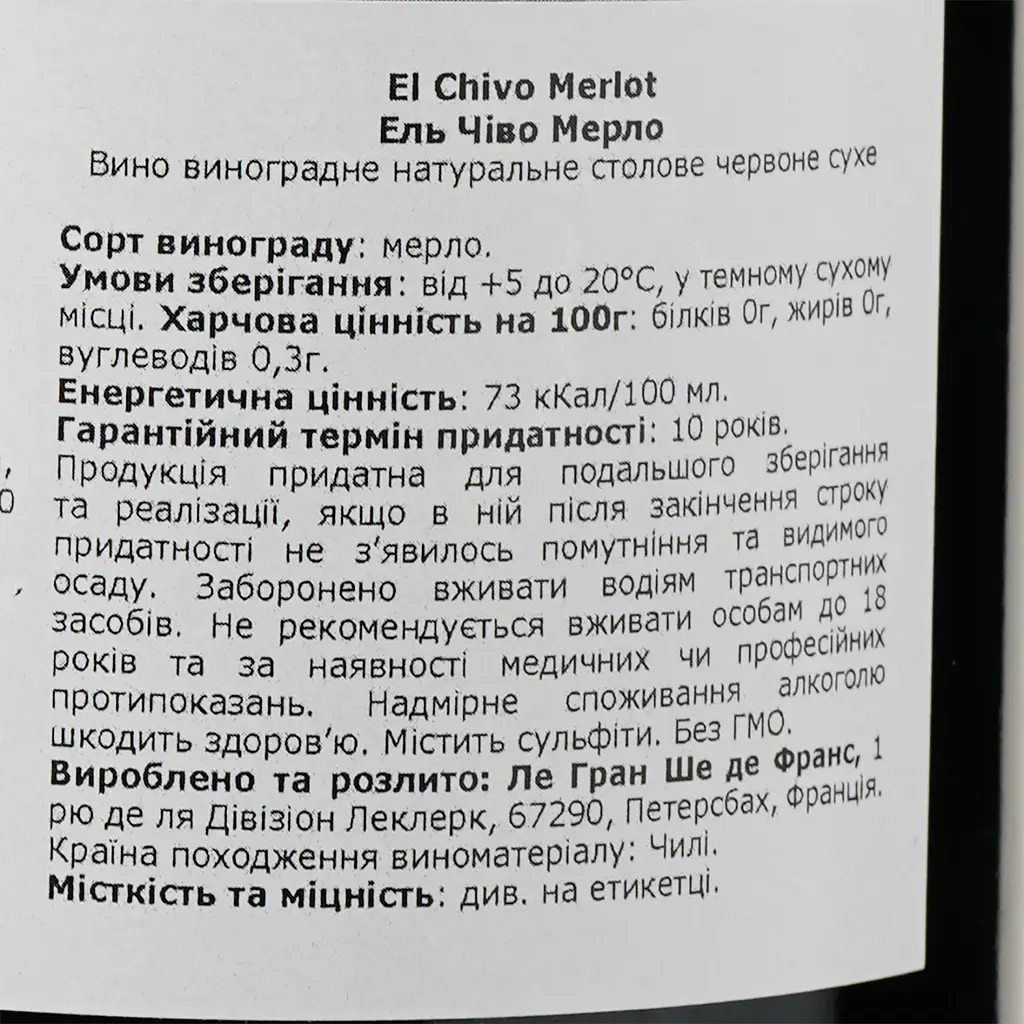 El Chivo Merlot
Ель Чіво Мерло
Вино виноградне натуральне столове червоне сухе
Сорт винограду: мерло.
Умови зберігання: від +5 до 20°C, у темному сухому
місці. Харчова цінність на 100г: білків 0г, жирів 0г,
вуглеводів 0,3г.
Енергетична цінність: 73 кКал/100 мл.
Гарантійний термін придатності: 10 років.
Продукція придатна для подальшого зберігання
та реалізації, якщо в ній після закінчення строку
придатності не з'явилось помутніння та видимого
осаду. Заборонено вживати водіям транспортних
засобів. Не рекомендується вживати особам до 18
років та за наявності медичних чи професійних
протипоказань. Надмірне споживання алкоголю
шкодить здоров'ю. Містить сульфіти. Без ГМО.
Вироблено та розлито: Ле Гран Ше де Франс, 1
рю де ля Дівізіон Леклерк, 67290, Петерсбах, Франція.
Країна походження виноматеріалу: Чилі.
Місткість та міцність: див. на етикетці.